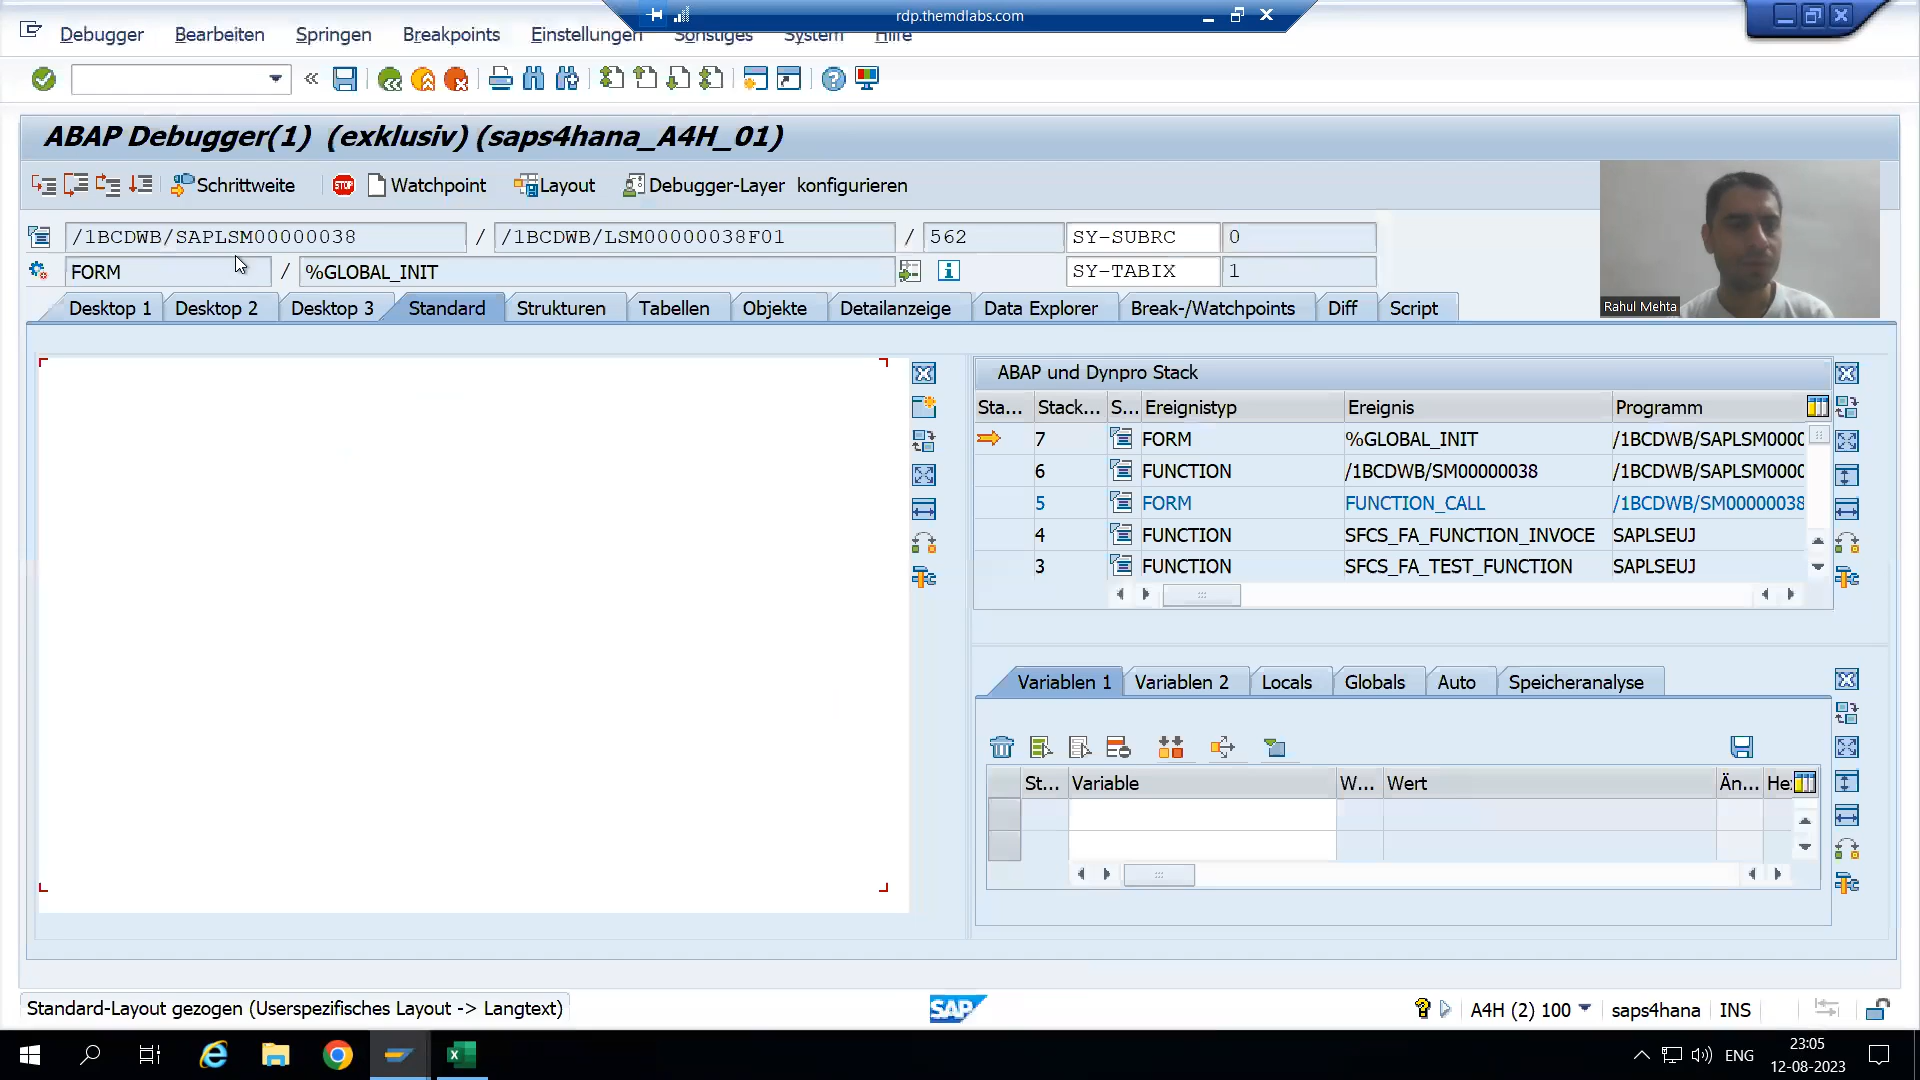 rdp.themdlabs.com
Debugger Bearbeiten Springen Breakpoints Einstellungen Sonstiges System Hilfe
ABAP Debugger(1) (exklusiv) (saps4hana_A4H_01)
Schrittweite STOP Watchpoint Layout Debugger-Layer konfigurieren
/1BCDWB/SAPLSM00000038 / /1BCDWB/LSM00000038F01 / 562 SY-SUBRC 0
FORM / %GLOBAL_INIT SY-TABIX 1
Rahul Mehta
Desktop 1 Desktop 2 Desktop 3 Standard Strukturen Tabellen Objekte Detailanzeige Data Explorer Break-/Watchpoints Diff Script
ABAP und Dynpro Stack
Sta... Stack... S... Ereignistyp Ereignis Programm
7 FORM %GLOBAL_INIT /1BCDWB/SAPLSM0000
6 FUNCTION /1BCDWB/SM00000038 /1BCDWB/SAPLSM0000
5 FORM FUNCTION_CALL /1BCDWB/SM00000038
4 FUNCTION SFCS_FA_FUNCTION_INVOCE SAPLSEUJ
3 FUNCTION SFCS_FA_TEST_FUNCTION SAPLSEUJ
Variablen 1 Variablen 2 Locals Globals Auto Speicheranalyse
St... Variable W... Wert Än... Hex
Standard-Layout gezogen (Userspezifisches Layout -> Langtext)
SAP
A4H (2) 100 saps4hana INS
ENG
23:05
12-08-2023